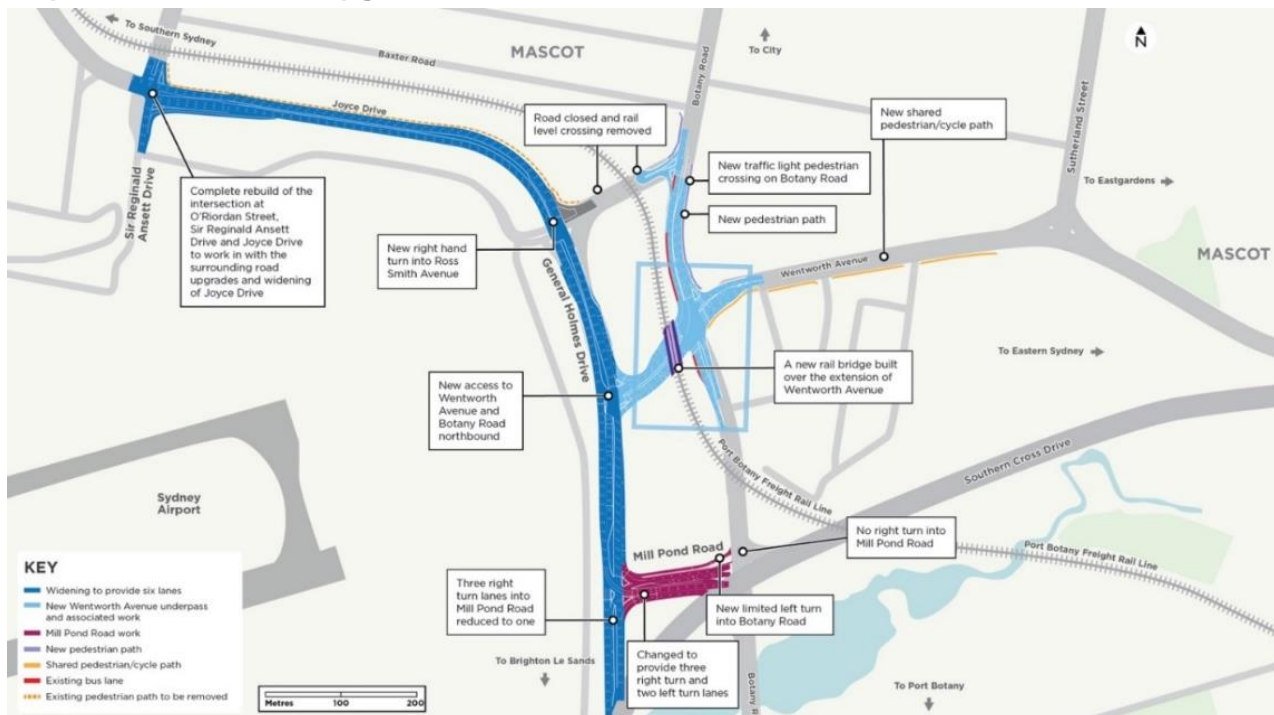 To Southern Sydney
MASCOT
Baxter Road
Botany Road
To City
N
Joyce Drive
Road closed and rail
level crossing removed
New shared
pedestrian/cycle path
Sutherland Street
New traffic light pedestrian
crossing on Botany Road
To Eastgardens
New pedestrian path
Sir Reginald
Ansett Drive
Complete rebuild of the
intersection at
O'Riordan Street,
Sir Reginald Ansett
Drive and Joyce Drive
to work in with the
surrounding road
upgrades and widening
of Joyce Drive
New right hand
turn into Ross
Smith Avenue
General Holmes Drive
Wentworth Avenue
MASCOT
To Eastern Sydney
A new rail bridge built
over the extension of
Wentworth Avenue
New access to
Wentworth
Avenue and
Botany Road
northbound
Port Botany Freight Rail Line
Southern Cross Drive
Sydney
Airport
No right turn into
Mill Pond Road
Mill Pond Road
Port Botany Freight Rail Line
Three right
turn lanes into
Mill Pond Road
reduced to one
New limited left turn
into Botany Road
Changed to
provide three
right turn and
two left turn lanes
To Brighton Le Sands
To Port Botany
KEY
Widening to provide six lanes
New Wentworth Avenue underpass
and associated work
Mill Pond Road work
New pedestrian path
Shared pedestrian/cycle path
Existing bus lane
Existing pedestrian path to be removed
Metres 100 200
Botany